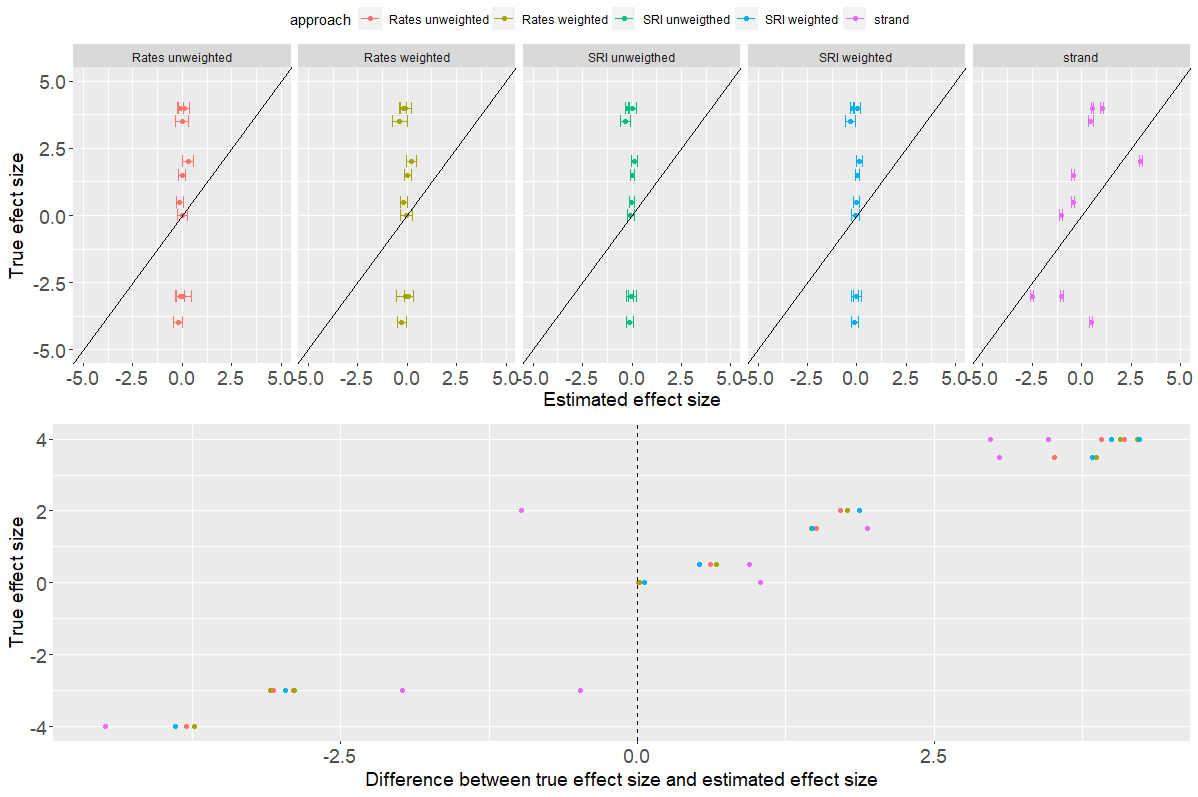 approach Rates unweighted Rates weighted SRI unweigthed SRI weighted strand
Rates unweighted Rates weighted SRI unweigthed SRI weighted strand
5.0
2.5
0.0
-2.5
-5.0
True effect size
-5.0 -2.5 0.0 2.5 5.0 -5.0 -2.5 0.0 2.5 5.0 -5.0 -2.5 0.0 2.5 5.0 -5.0 -2.5 0.0 2.5 5.0 -5.0 -2.5 0.0 2.5 5.0
Estimated effect size
4
2
0
-2
-4
True effect size
-2.5 0.0 2.5
Difference between true effect size and estimated effect size